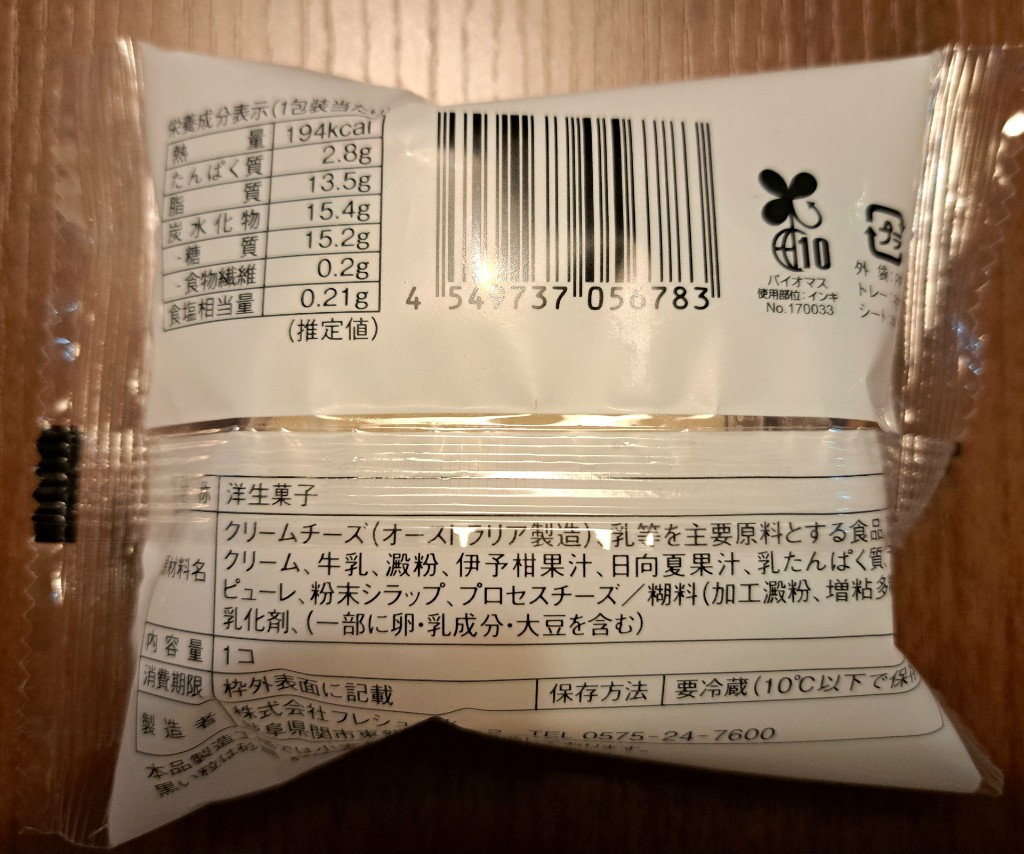 栄養成分表示(1包装当たり)
熱量 194kcal
たんぱく質 2.8g
脂質 13.5g
炭水化物 15.4g
-糖質 15.2g
-食物繊維 0.2g
食塩相当量 0.21g
(推定値)
4 549737 056783
10
バイオマス
使用部位:インキ
No.170033
プラ
外袋:
トレー:
シート:
称 洋生菓子
クリームチーズ(オーストラリア製造)、乳等を主要原料とする食品
原材料名 クリーム、牛乳、澱粉、伊予柑果汁、日向夏果汁、乳たんぱく質、
ピューレ、粉末シラップ、プロセスチーズ/糊料(加工澱粉、増粘多
乳化剤、(一部に卵・乳成分・大豆を含む)
内容量 1コ
消費期限 枠外表面に記載 保存方法 要冷蔵(10℃以下で保
製造者 株式会社フレシュ
岐阜県関市 TEL 0575-24-7600
本品製造
黒い粒は